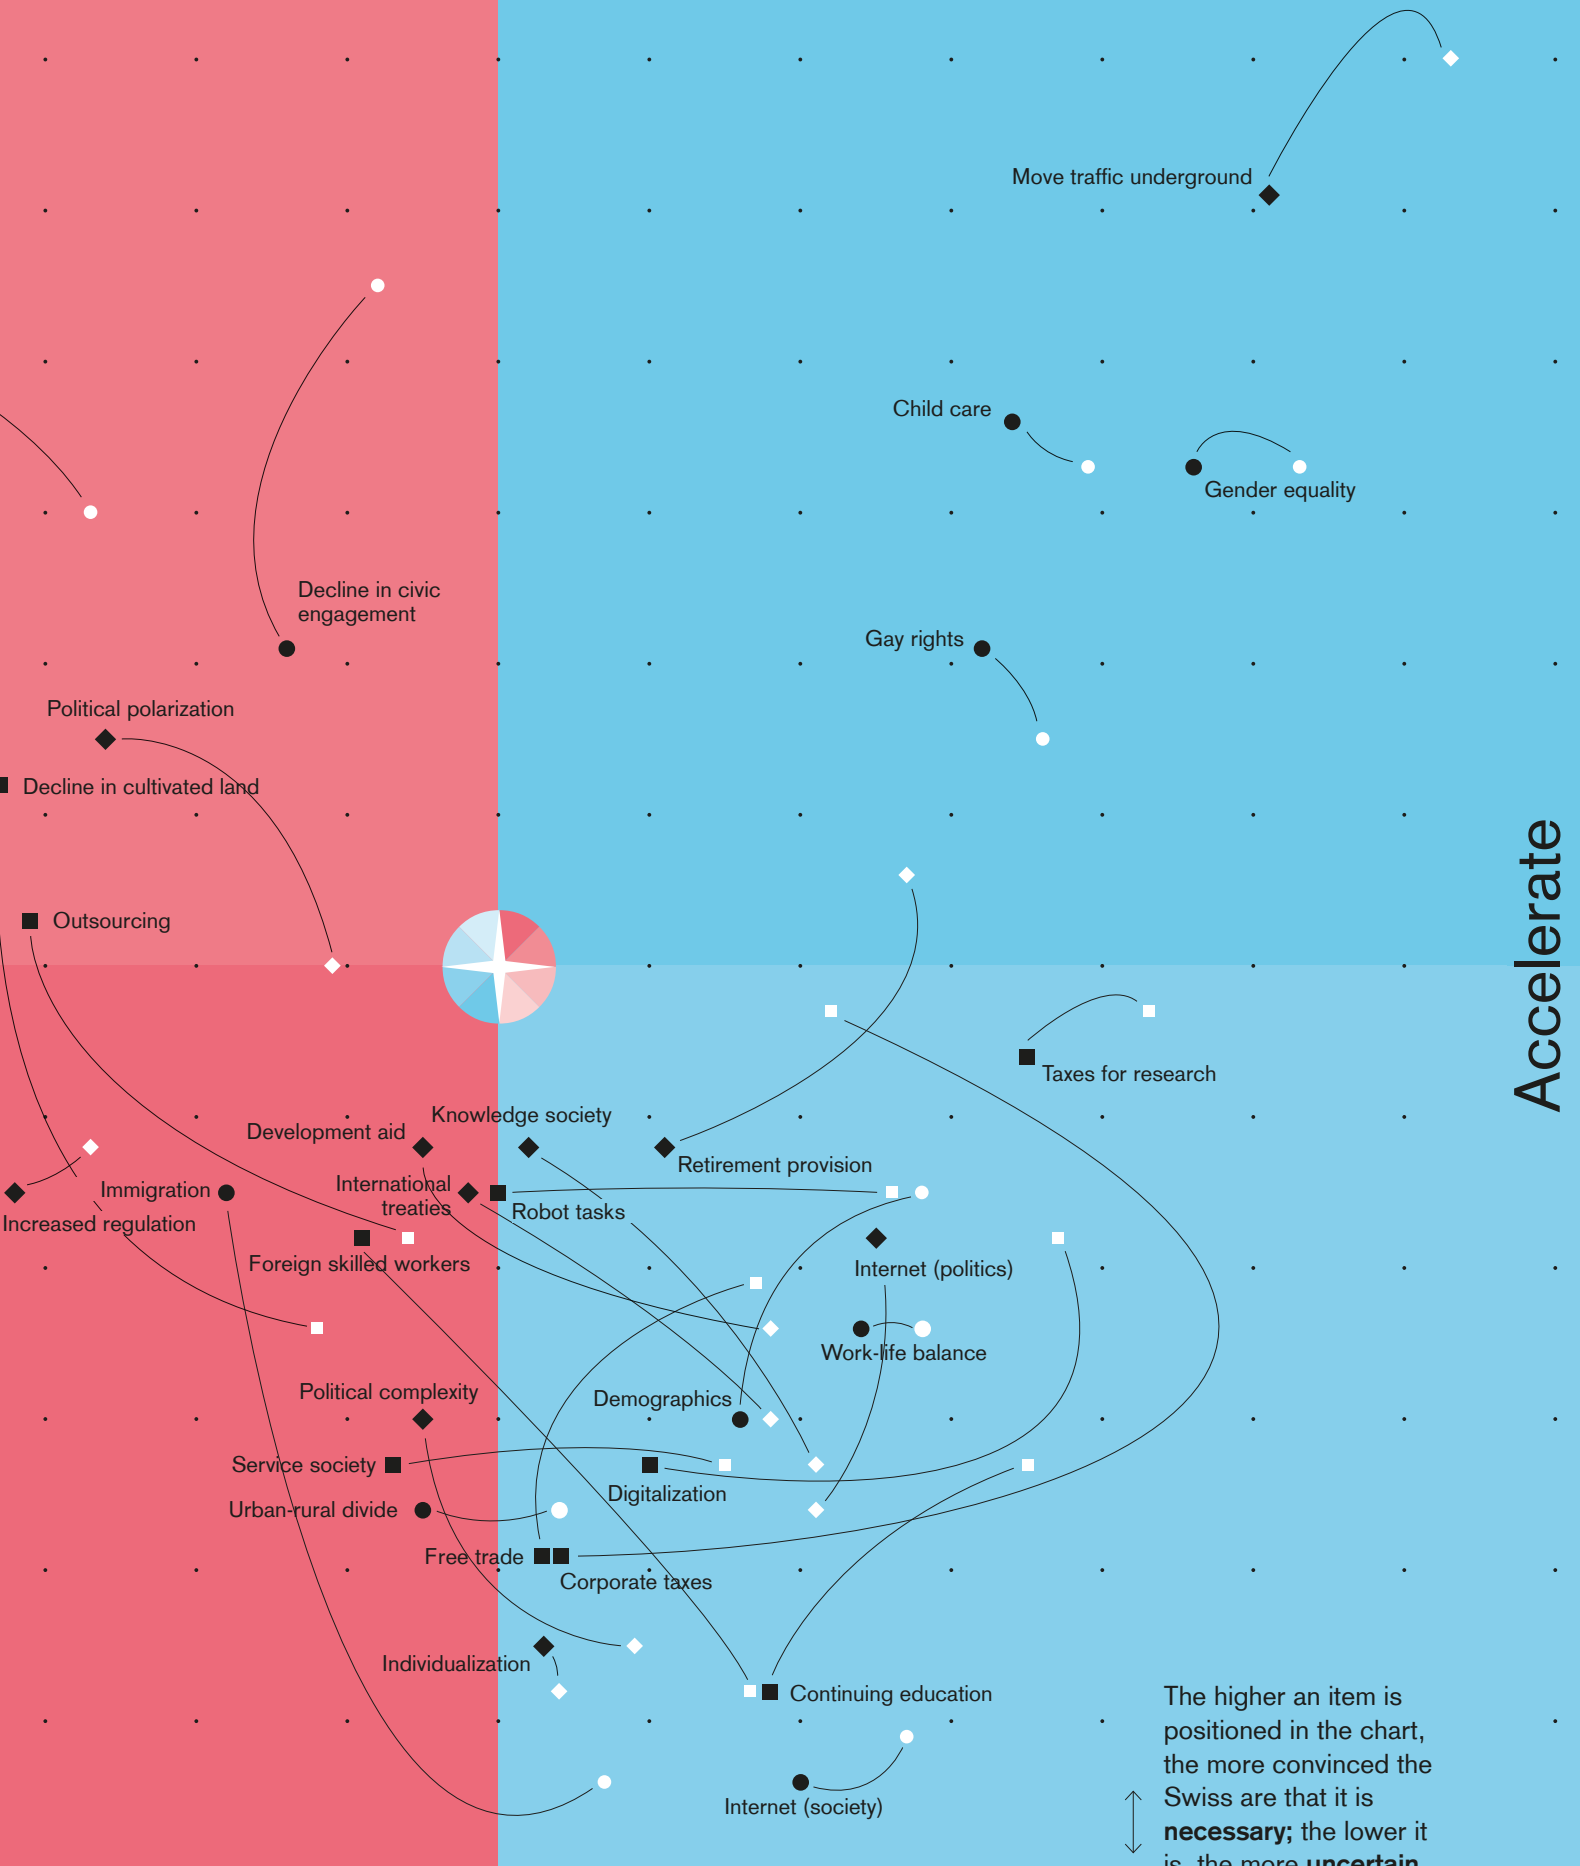 Move traffic underground
Child care
Gender equality
Decline in civic
engagement
Gay rights
Political polarization
Decline in cultivated land
Accelerate
Outsourcing
Taxes for research
Knowledge society
Development aid
Retirement provision
International
treaties
Immigration
Robot tasks
Increased regulation
Foreign skilled workers
Internet (politics)
Work-life balance
Political complexity
Demographics
Service society
Digitalization
Urban-rural divide
Free trade
Corporate taxes
Individualization
Continuing education
Internet (society)
The higher an item is
positioned in the chart,
the more convinced the
Swiss are that it is
necessary; the lower it
is, the more uncertain